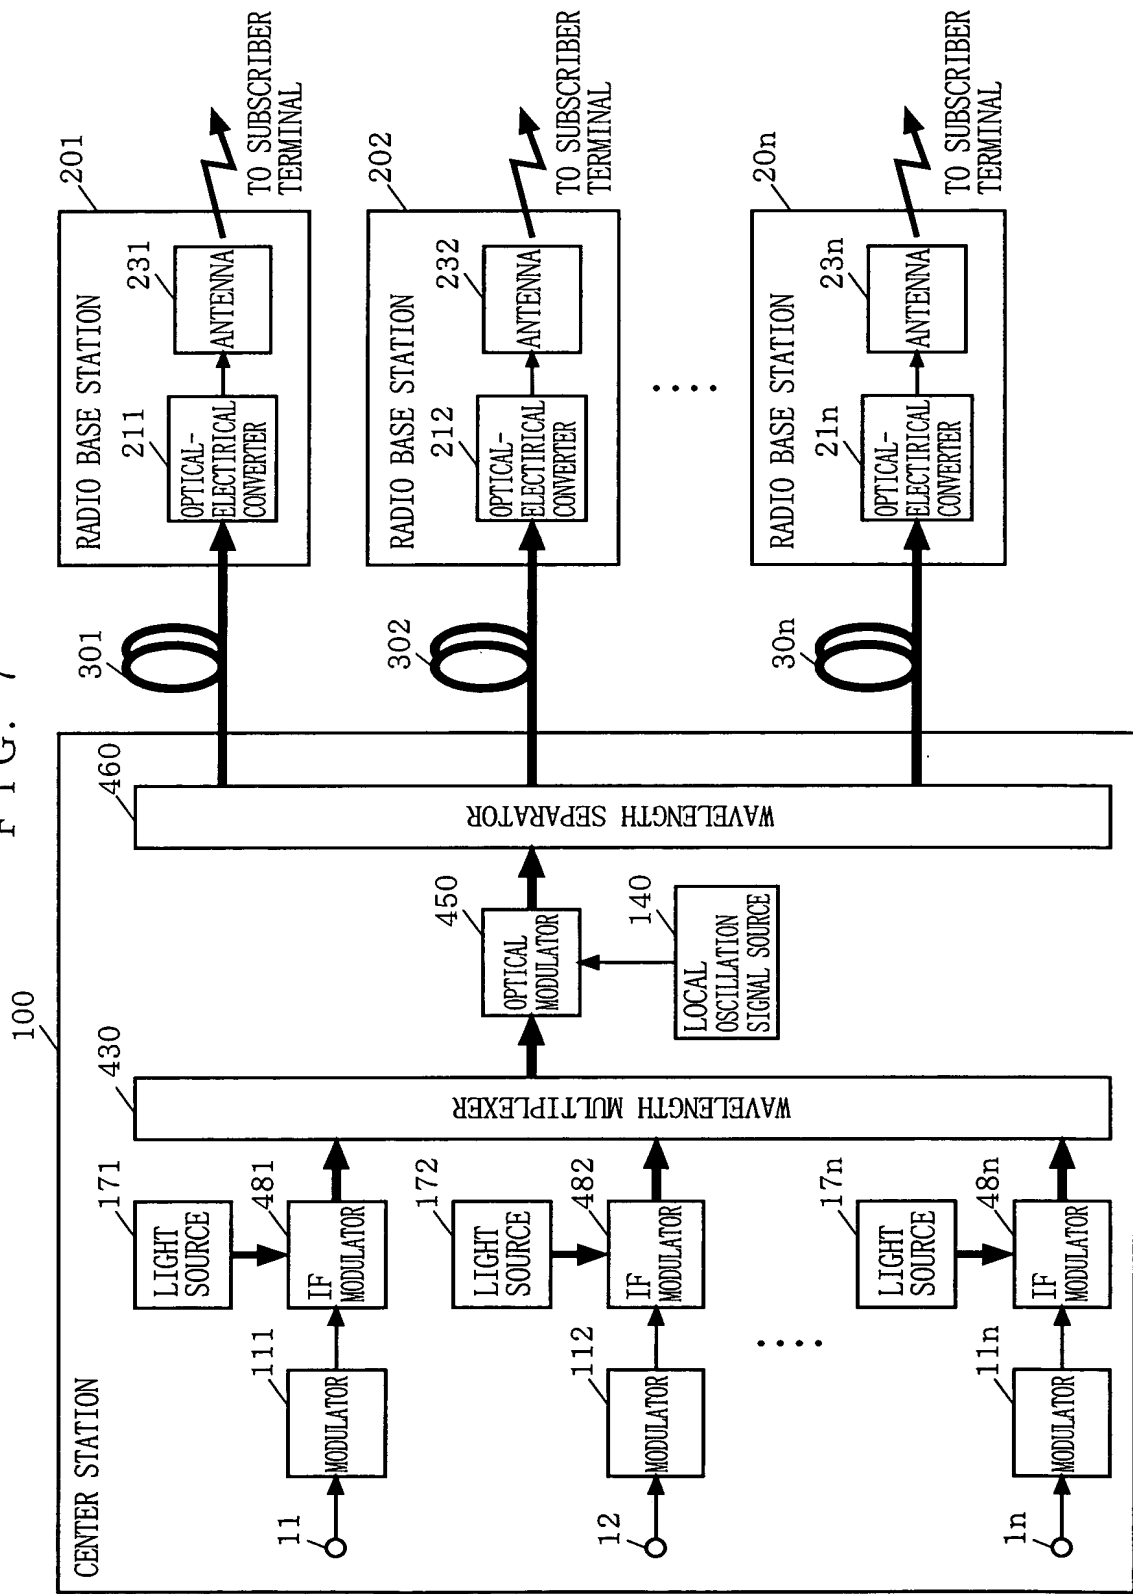 FIG. 7
100
CENTER STATION
11
111
MODULATOR
171
LIGHT
SOURCE
481
IF
MODULATOR
12
112
MODULATOR
172
LIGHT
SOURCE
482
IF
MODULATOR
....
1n
11n
MODULATOR
17n
LIGHT
SOURCE
48n
IF
MODULATOR
430
WAVELENGTH MULTIPLEXER
450
OPTICAL
MODULATOR
140
LOCAL
OSCILLATION
SIGNAL SOURCE
460
WAVELENGTH SEPARATOR
301
201
RADIO BASE STATION
211
OPTICAL-
ELECTIRICAL
CONVERTER
231
ANTENNA
TO SUBSCRIBER
TERMINAL
302
202
RADIO BASE STATION
212
OPTICAL-
ELECTIRICAL
CONVERTER
232
ANTENNA
TO SUBSCRIBER
TERMINAL
....
30n
20n
RADIO BASE STATION
21n
OPTICAL-
ELECTIRICAL
CONVERTER
23n
ANTENNA
TO SUBSCRIBER
TERMINAL